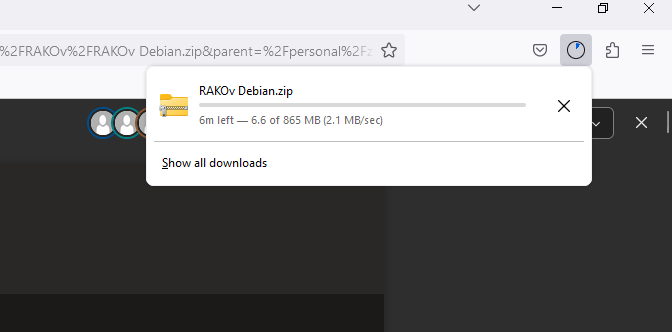 %2FRAKOv%2FRAKOv Debian.zip&parent=%2Fpersonal%2Fz
RAKOv Debian.zip
6m left — 6.6 of 865 MB (2.1 MB/sec)
Show all downloads